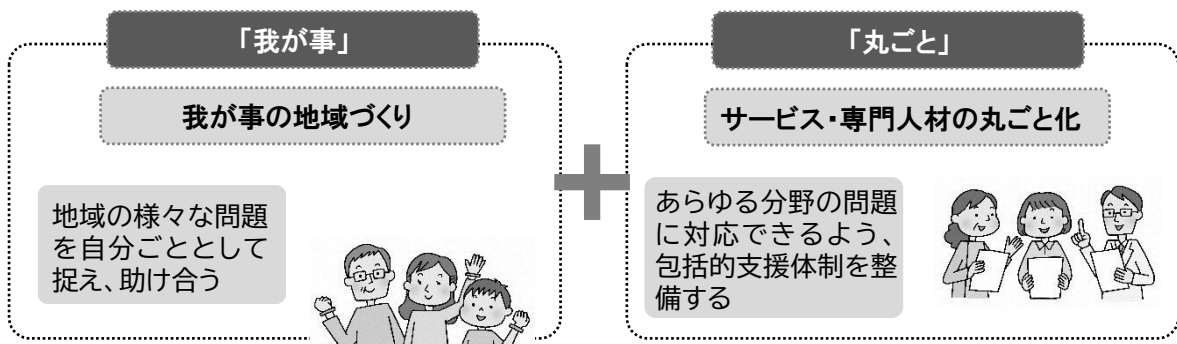 「我が事」
我が事の地域づくり
地域の様々な問題
を自分ごととして
捉え、助け合う
「丸ごと」
サービス・専門人材の丸ごと化
あらゆる分野の問題
に対応できるよう、
包括的支援体制を整
備する